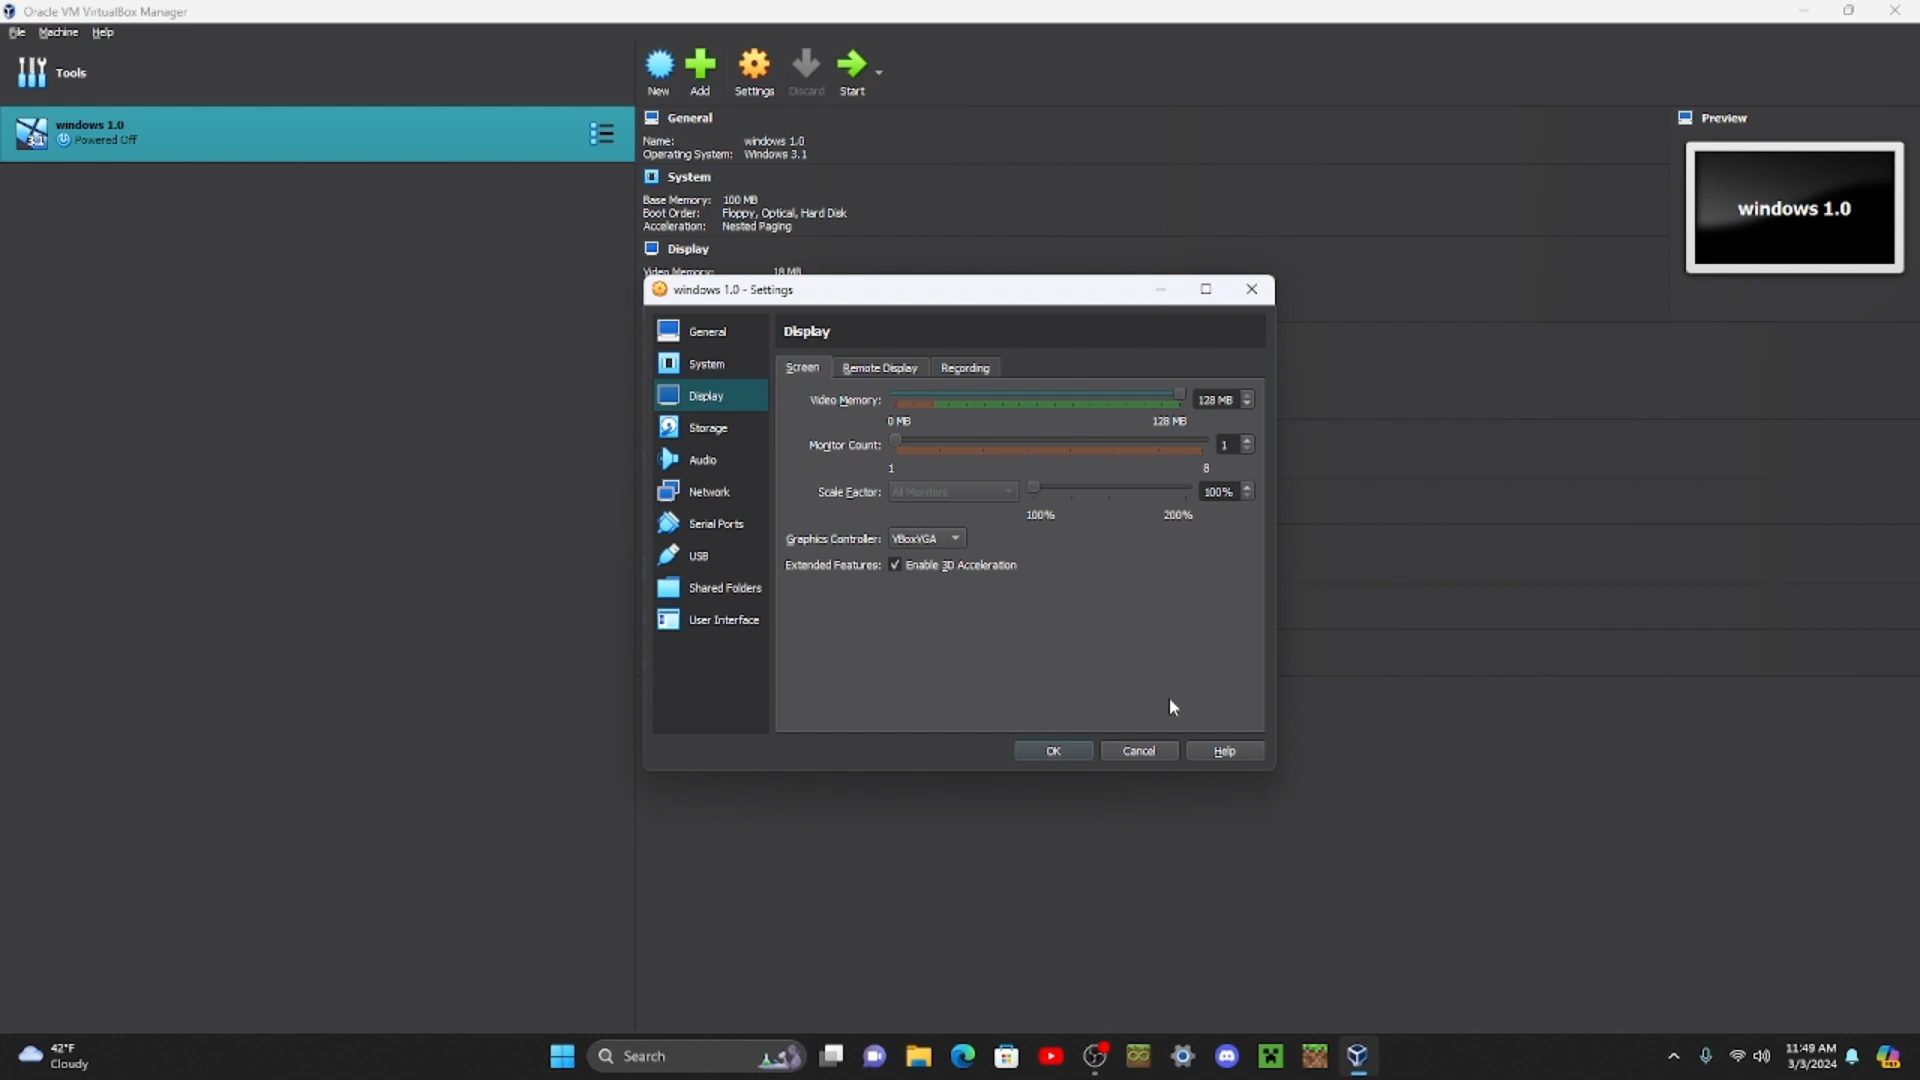 Oracle VM VirtualBox Manager
File Machine Help
Tools
New Add Settings Discard Start
windows 1.0
Powered Off
3.1
General
Name: windows 1.0
Operating System: Windows 3.1
System
Base Memory: 100 MB
Boot Order: Floppy, Optical, Hard Disk
Acceleration: Nested Paging
Display
Video Memory: 18 MB
Preview
windows 1.0
windows 1.0 - Settings
General
System
Display
Storage
Audio
Network
Serial Ports
USB
Shared Folders
User Interface
Display
Screen Remote Display Recording
Video Memory: 128 MB
0 MB 128 MB
Monitor Count: 1
1 8
Scale Factor: All Monitors 100%
100% 200%
Graphics Controller: VBoxVGA
Extended Features: Enable 3D Acceleration
OK Cancel Help
42°F
Cloudy
Search
11:49 AM
3/3/2024